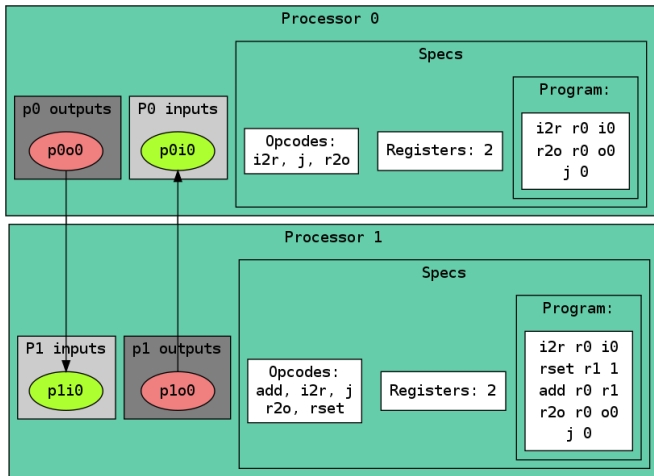 Processor 0
Specs
p0 outputs
P0 inputs
Program:
p0o0
p0i0
Opcodes:
i2r, j, r2o
Registers: 2
i2r r0 i0
r2o r0 o0
j 0
Processor 1
Specs
P1 inputs
p1 outputs
Program:
p1i0
p1o0
Opcodes:
add, i2r, j
r2o, rset
Registers: 2
i2r r0 i0
rset r1 1
add r0 r1
r2o r0 o0
j 0